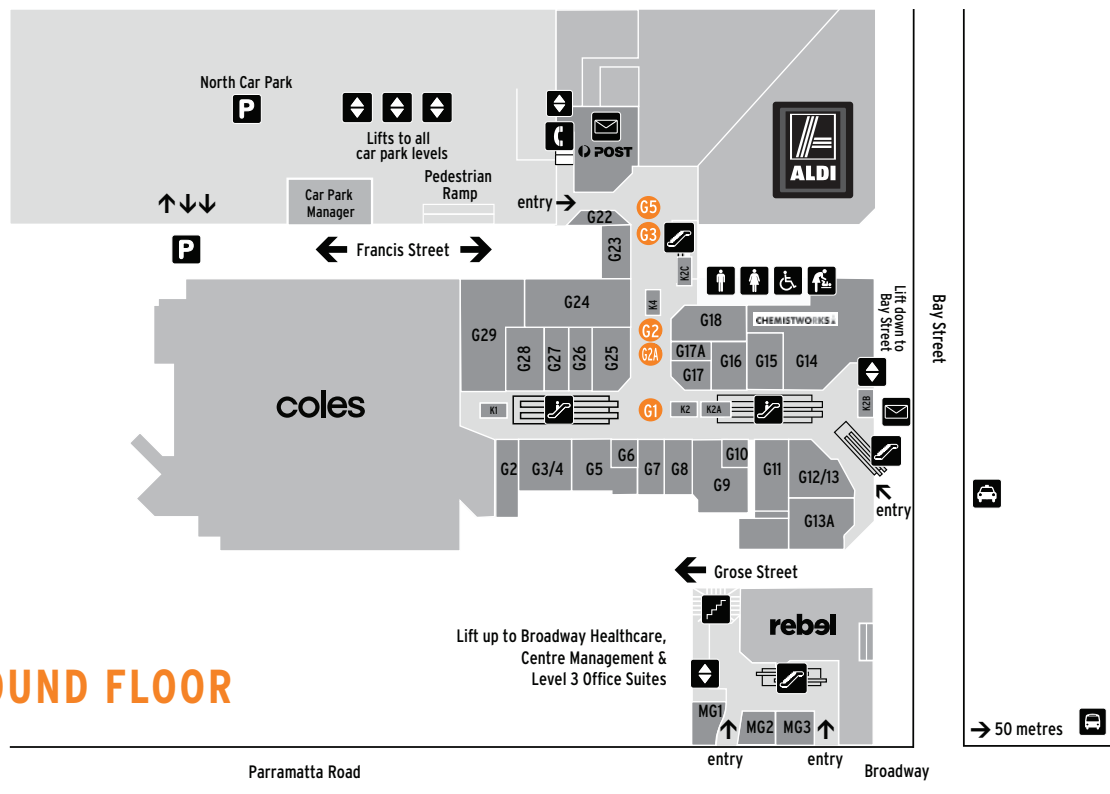 North Car Park
P
Lifts to all
car park levels
POST
ALDI
Car Park
Manager
Pedestrian
Ramp
entry
G22
G5
G3
P
Francis Street
G23
K2C
K4
G24
G29
G28
G27
G26
G25
G2
G2A
G18
CHEMISTWORKS
G17A
G17
G16
G15
G14
Lift down to
Bay Street
Bay Street
coles
K1
G1
K2
K2A
K2B
G2
G3/4
G5
G6
G7
G8
G10
G9
G11
G12/13
G13A
entry
Grose Street
rebel
Lift up to Broadway Healthcare,
Centre Management &
Level 3 Office Suites
OUND FLOOR
MG1
MG2
MG3
50 metres
entry
entry
Broadway
Parramatta Road